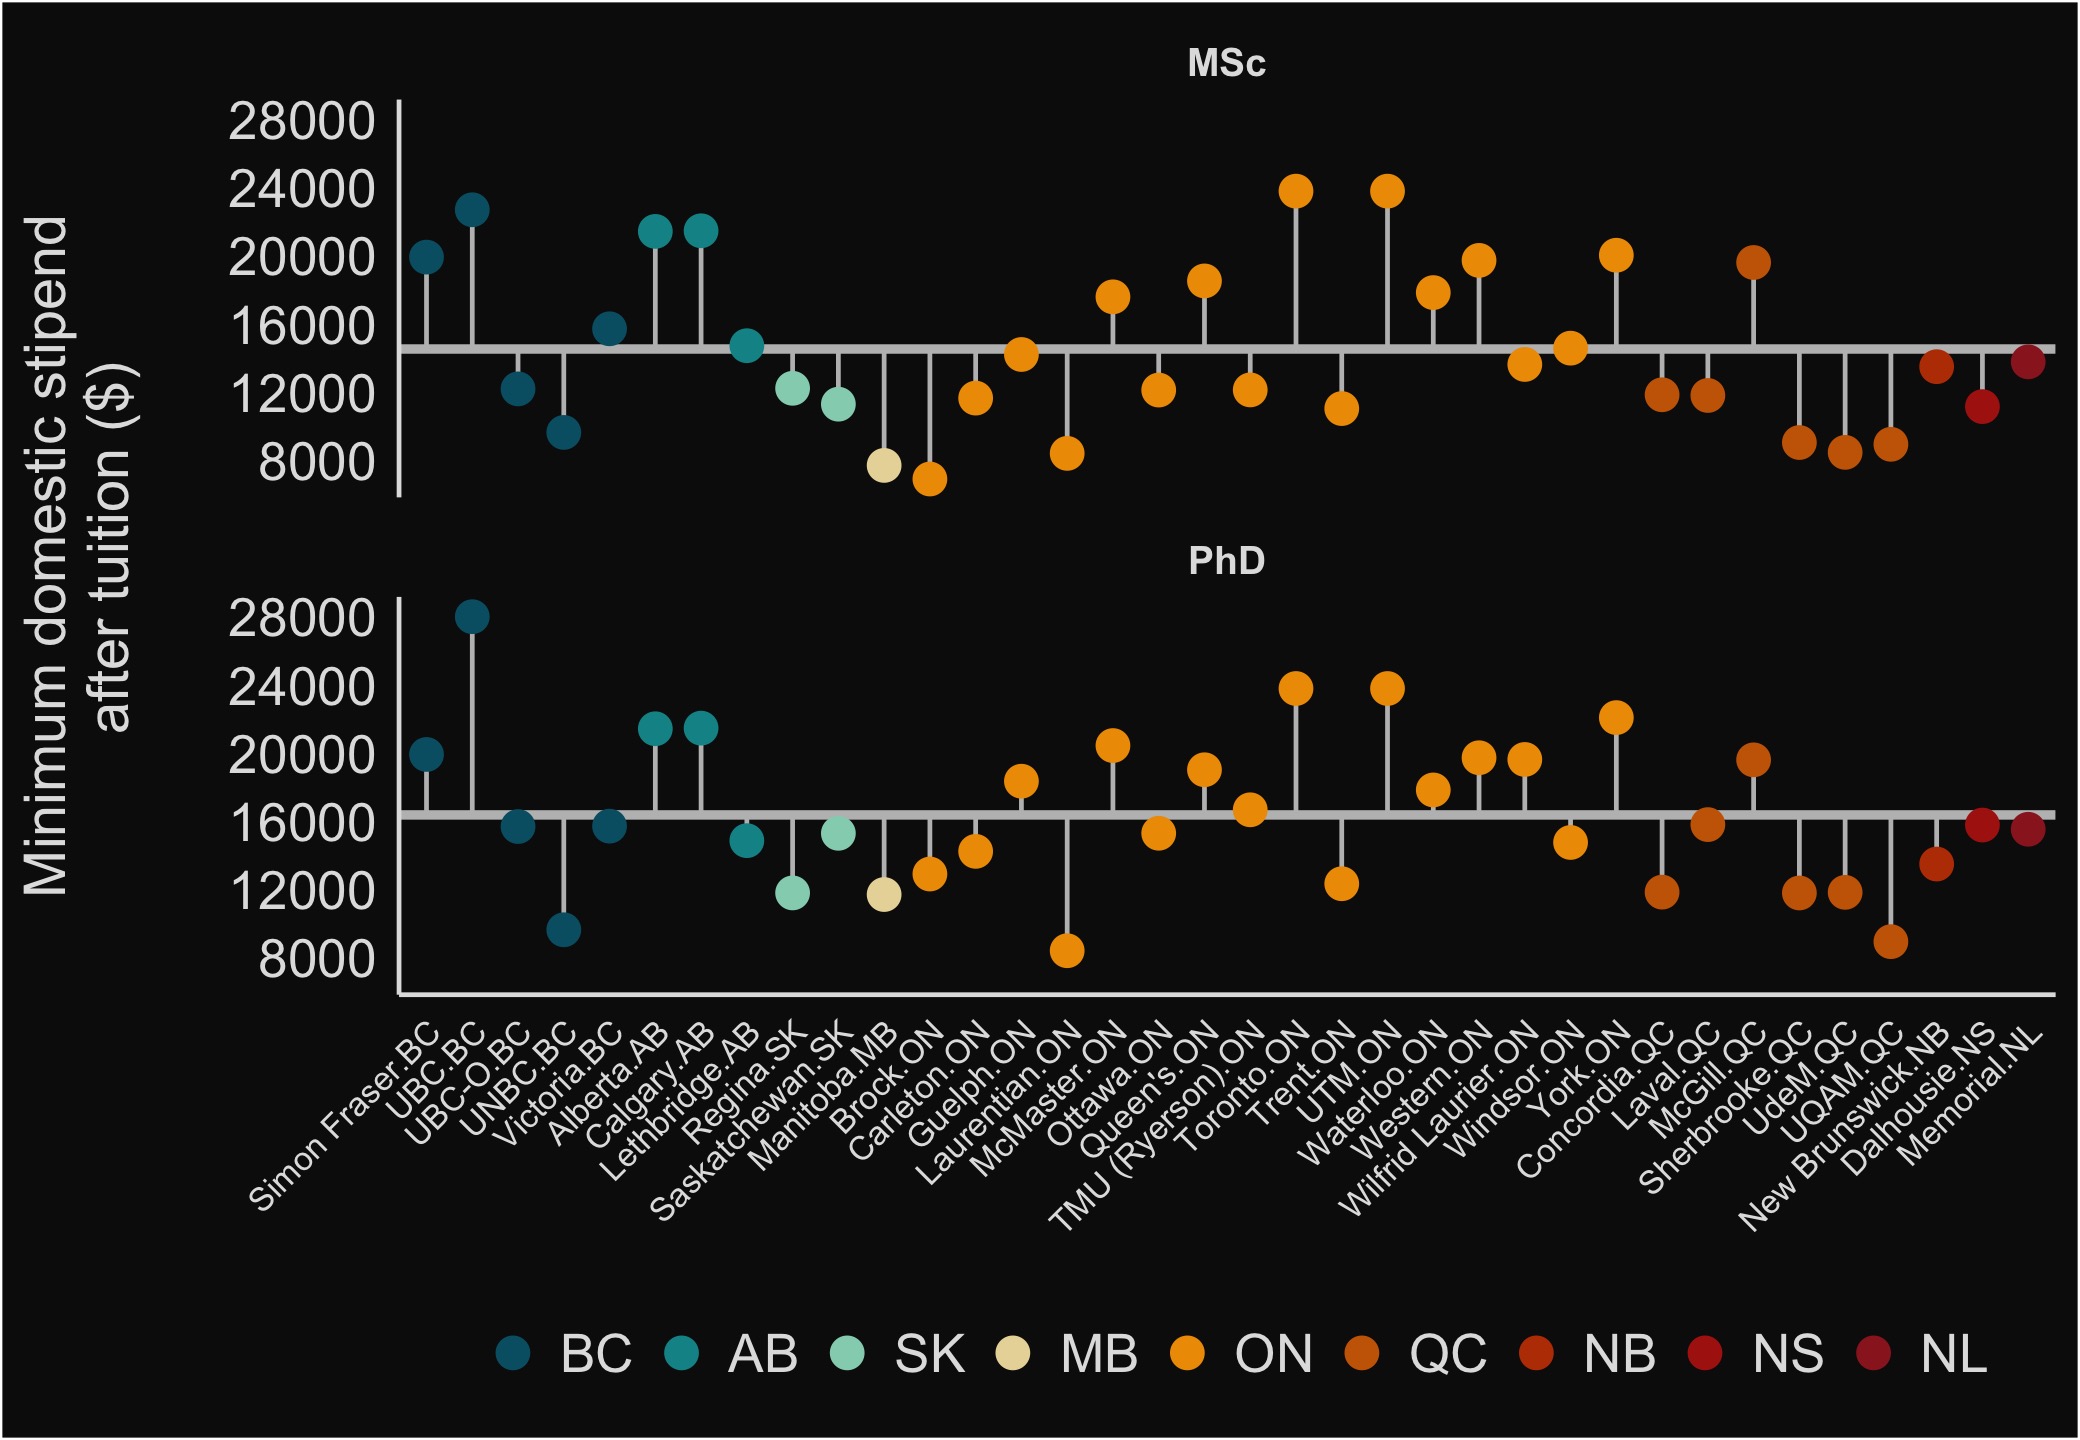 MSc
28000
24000
20000
16000
12000
8000
Minimum domestic stipend
after tuition ($)
PhD
28000
24000
20000
16000
12000
8000
Simon Fraser.BC
UBC.BC
UBC-O.BC
UNBC.BC
Victoria.BC
Alberta.AB
Calgary.AB
Lethbridge.AB
Regina.SK
Saskatchewan.SK
Manitoba.MB
Brock.ON
Carleton.ON
Guelph.ON
Laurentian.ON
McMaster.ON
Ottawa.ON
Queens.ON
TMU (Ryerson).ON
Toronto.ON
Trent.ON
UTM.ON
Waterloo.ON
Western.ON
Wilfrid Laurier.ON
Windsor.ON
York.ON
Concordia.QC
Laval.QC
McGill.QC
Sherbrooke.QC
UdeM.QC
UQAM.QC
New Brunswick.NB
Dalhousie.NS
Memorial.NL
BC AB SK MB ON QC NB NS NL